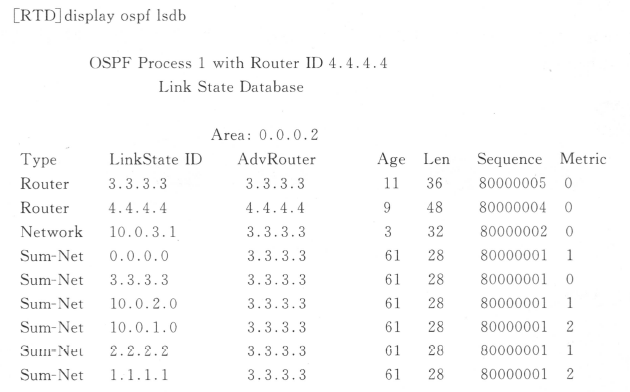 [RTD]display ospf lsdb
OSPF Process 1 with Router ID 4.4.4.4
Link State Database
Area: 0.0.0.2
Type LinkState ID AdvRouter Age Len Sequence Metric
Router 3.3.3.3 3.3.3.3 11 36 80000005 0
Router 4.4.4.4 4.4.4.4 9 48 80000004 0
Network 10.0.3.1 3.3.3.3 3 32 80000002 0
Sum-Net 0.0.0.0 3.3.3.3 61 28 80000001 1
Sum-Net 3.3.3.3 3.3.3.3 61 28 80000001 0
Sum-Net 10.0.2.0 3.3.3.3 61 28 80000001 1
Sum-Net 10.0.1.0 3.3.3.3 61 28 80000001 2
Sum-Net 2.2.2.2 3.3.3.3 61 28 80000001 1
Sum-Net 1.1.1.1 3.3.3.3 61 28 80000001 2